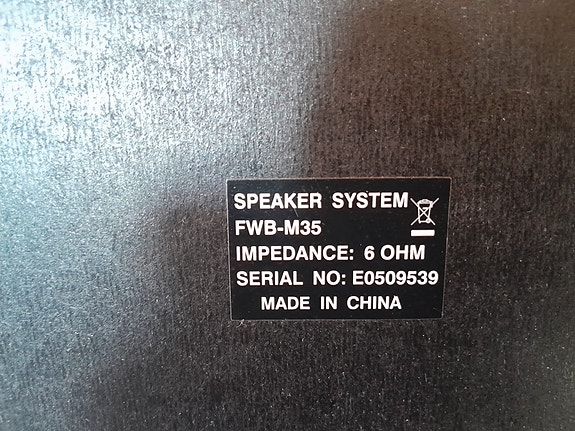 SPEAKER SYSTEM
FWB-M35
IMPEDANCE: 6 OHM
SERIAL NO: E0509539
MADE IN CHINA